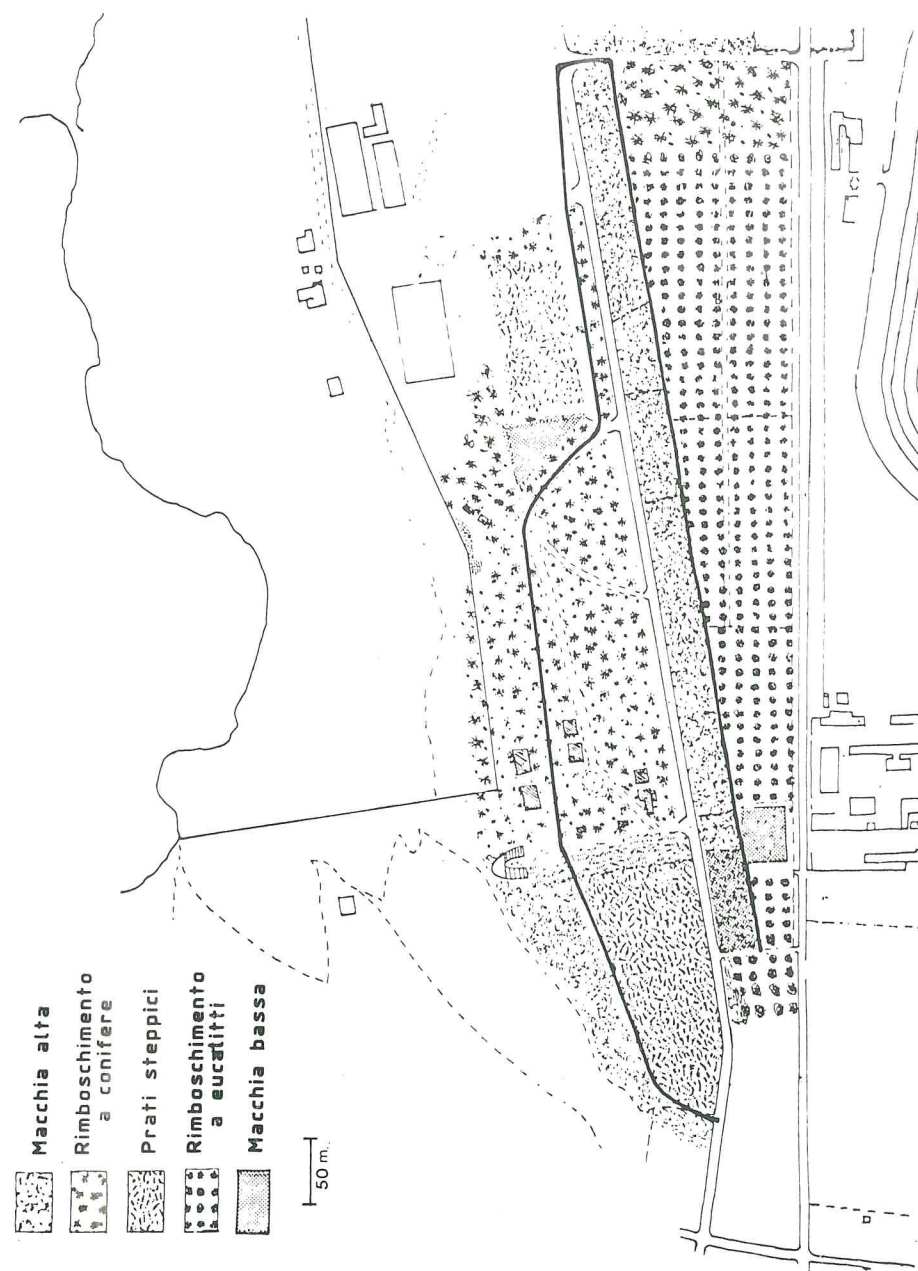 Macchia alta
Rimboschimento
a conifere
Prati steppici
Rimboschimento
a eucalitti
Macchia bassa
50 m.